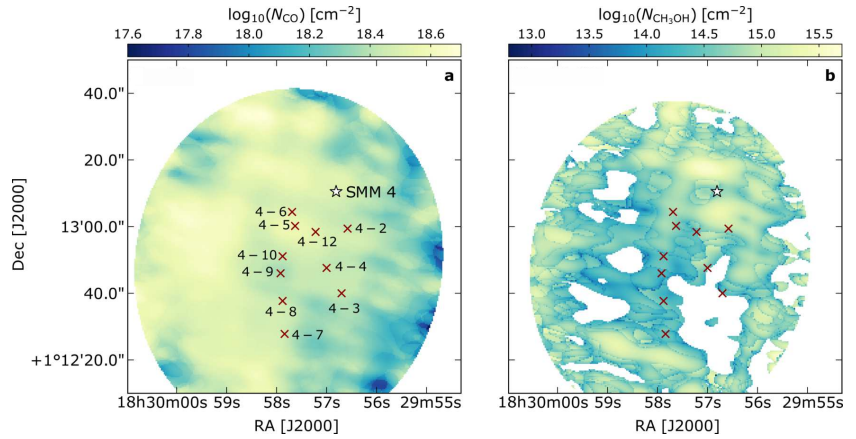 log₁₀(N_CO) [cm⁻²]
17.6 17.8 18.0 18.2 18.4 18.6
a
40.0"
20.0"
SMM 4
4−6
13'00.0"
4−5
4−2
4−12
4−10
4−9
4−4
40.0"
4−8
4−3
4−7
+1°12'20.0"
18h30m00s 59s 58s 57s 56s 29m55s
RA [J2000]
Dec [J2000]
log₁₀(N_CH₃OH) [cm⁻²]
13.0 13.5 14.0 14.5 15.0 15.5
b
18h30m00s 59s 58s 57s 56s 29m55s
RA [J2000]